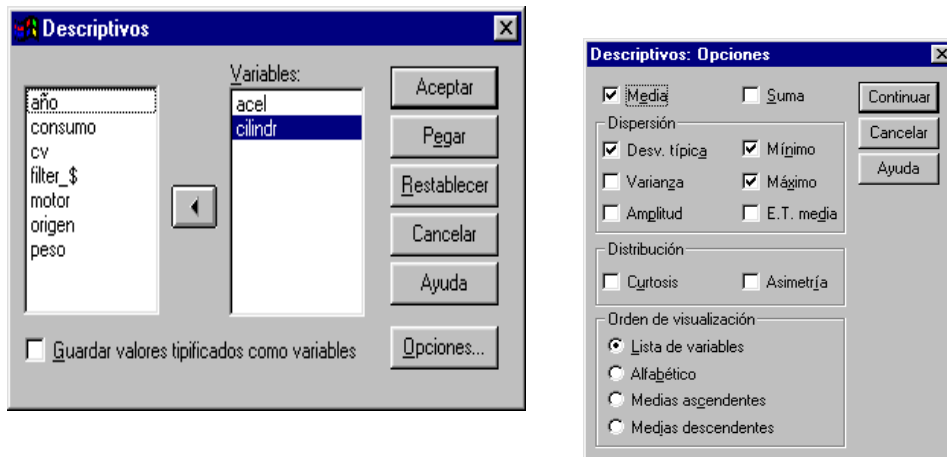 Descriptivos
Variables:
año
consumo
cv
filter_$
motor
origen
peso
acel
cilindr
Aceptar
Pegar
Restablecer
Cancelar
Ayuda
Opciones...
Guardar valores tipificados como variables
Descriptivos: Opciones
Media
Suma
Continuar
Cancelar
Ayuda
Dispersión
Desv. típica
Mínimo
Varianza
Máximo
Amplitud
E.T. media
Distribución
Curtosis
Asimetría
Orden de visualización
Lista de variables
Alfabético
Medias ascendentes
Medias descendentes